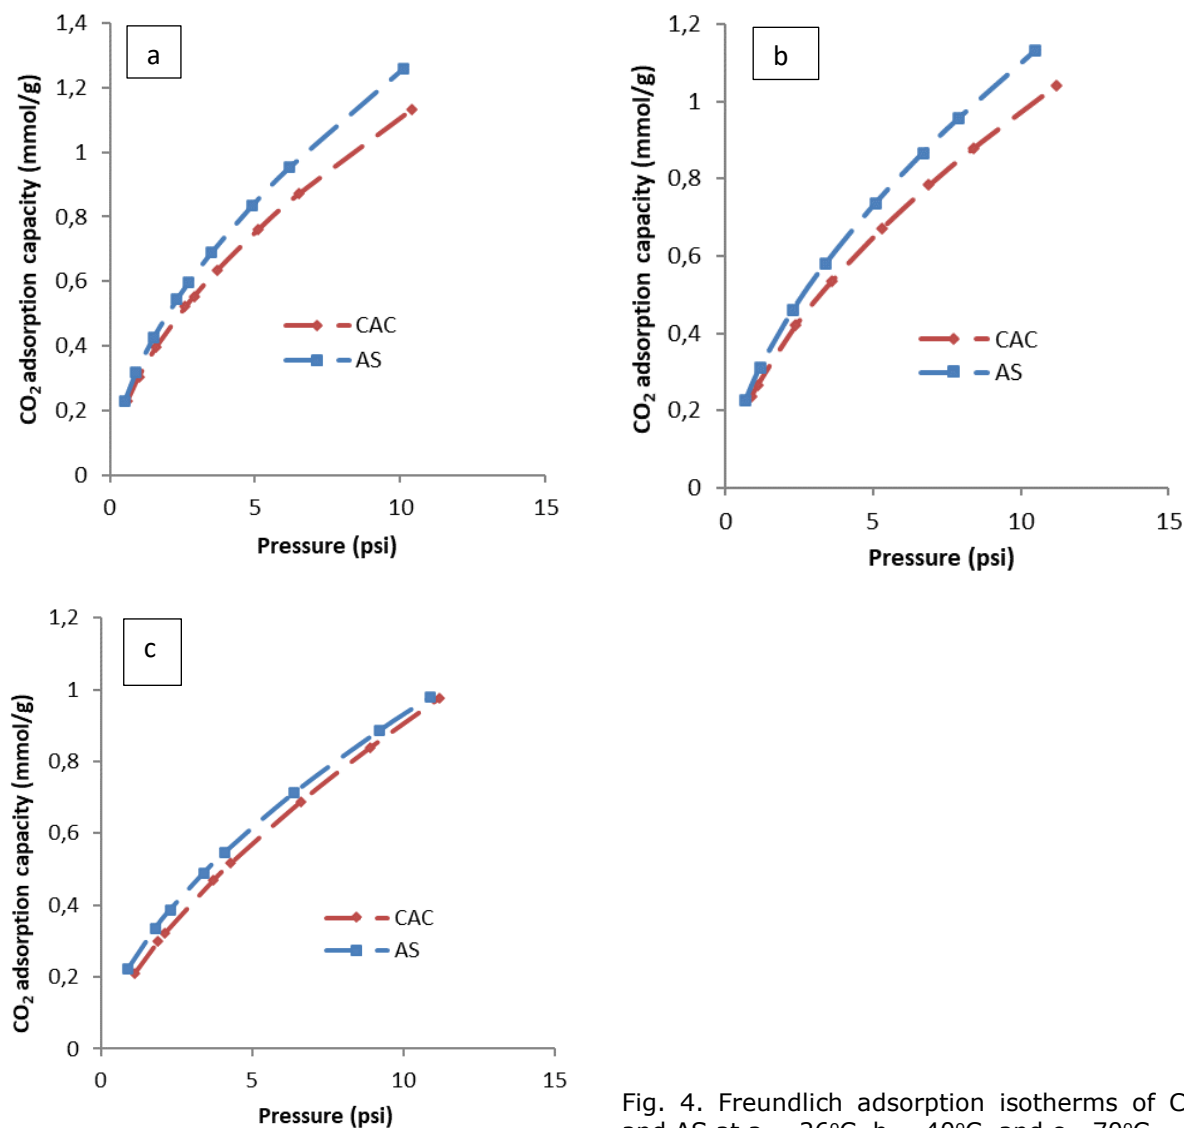 a
CO2 adsorption capacity (mmol/g)
1,4
1,2
1
0,8
0,6
0,4
0,2
0
CAC
AS
0 5 10 15
Pressure (psi)
b
CO2 adsorption capacity (mmol/g)
1,2
1
0,8
0,6
0,4
0,2
0
CAC
AS
0 5 10 15
Pressure (psi)
c
CO2 adsorption capacity (mmol/g)
1,2
1
0,8
0,6
0,4
0,2
0
CAC
AS
0 5 10 15
Pressure (psi)
Fig. 4. Freundlich adsorption isotherms of C